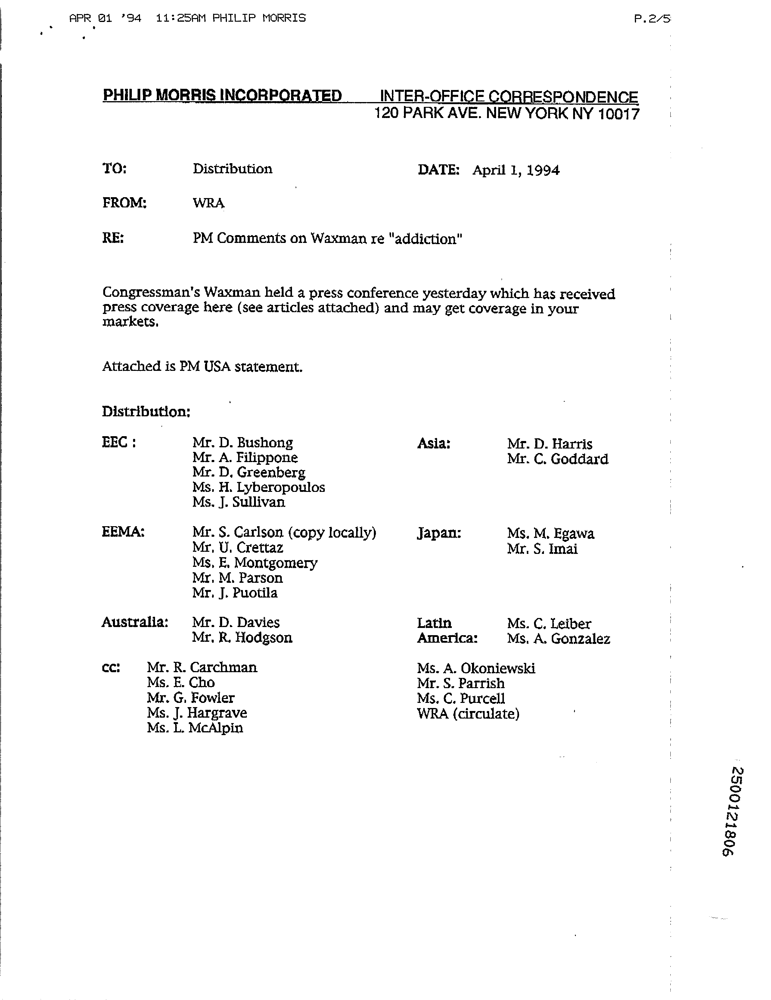 APR 01 '94 11:25AM PHILIP MORRIS P.2/5
PHILIP MORRIS INCORPORATED INTER-OFFICE CORRESPONDENCE
120 PARK AVE. NEW YORK NY 10017
TO: Distribution DATE: April 1, 1994
FROM: WRA
RE: PM Comments on Waxman re "addiction"
Congressman's Waxman held a press conference yesterday which has received
press coverage here (see articles attached) and may get coverage in your
markets.
Attached is PM USA statement.
Distribution:
EEC : Mr. D. Bushong Asia: Mr. D. Harris
Mr. A. Filippone Mr. C. Goddard
Mr. D. Greenberg
Ms. H. Lyberopoulos
Ms. J. Sullivan
EEMA: Mr. S. Carlson (copy locally) Japan: Ms. M. Egawa
Mr. U. Crettaz Mr. S. Imai
Ms. E. Montgomery
Mr. M. Parson
Mr. J. Puotila
Australia: Mr. D. Davies Latin Ms. C. Leiber
Mr. R. Hodgson America: Ms. A. Gonzalez
cc: Mr. R. Carchman Ms. A. Okoniewski
Ms. E. Cho Mr. S. Parrish
Mr. G. Fowler Ms. C. Purcell
Ms. J. Hargrave WRA (circulate)
Ms. L. McAlpin
2500121806